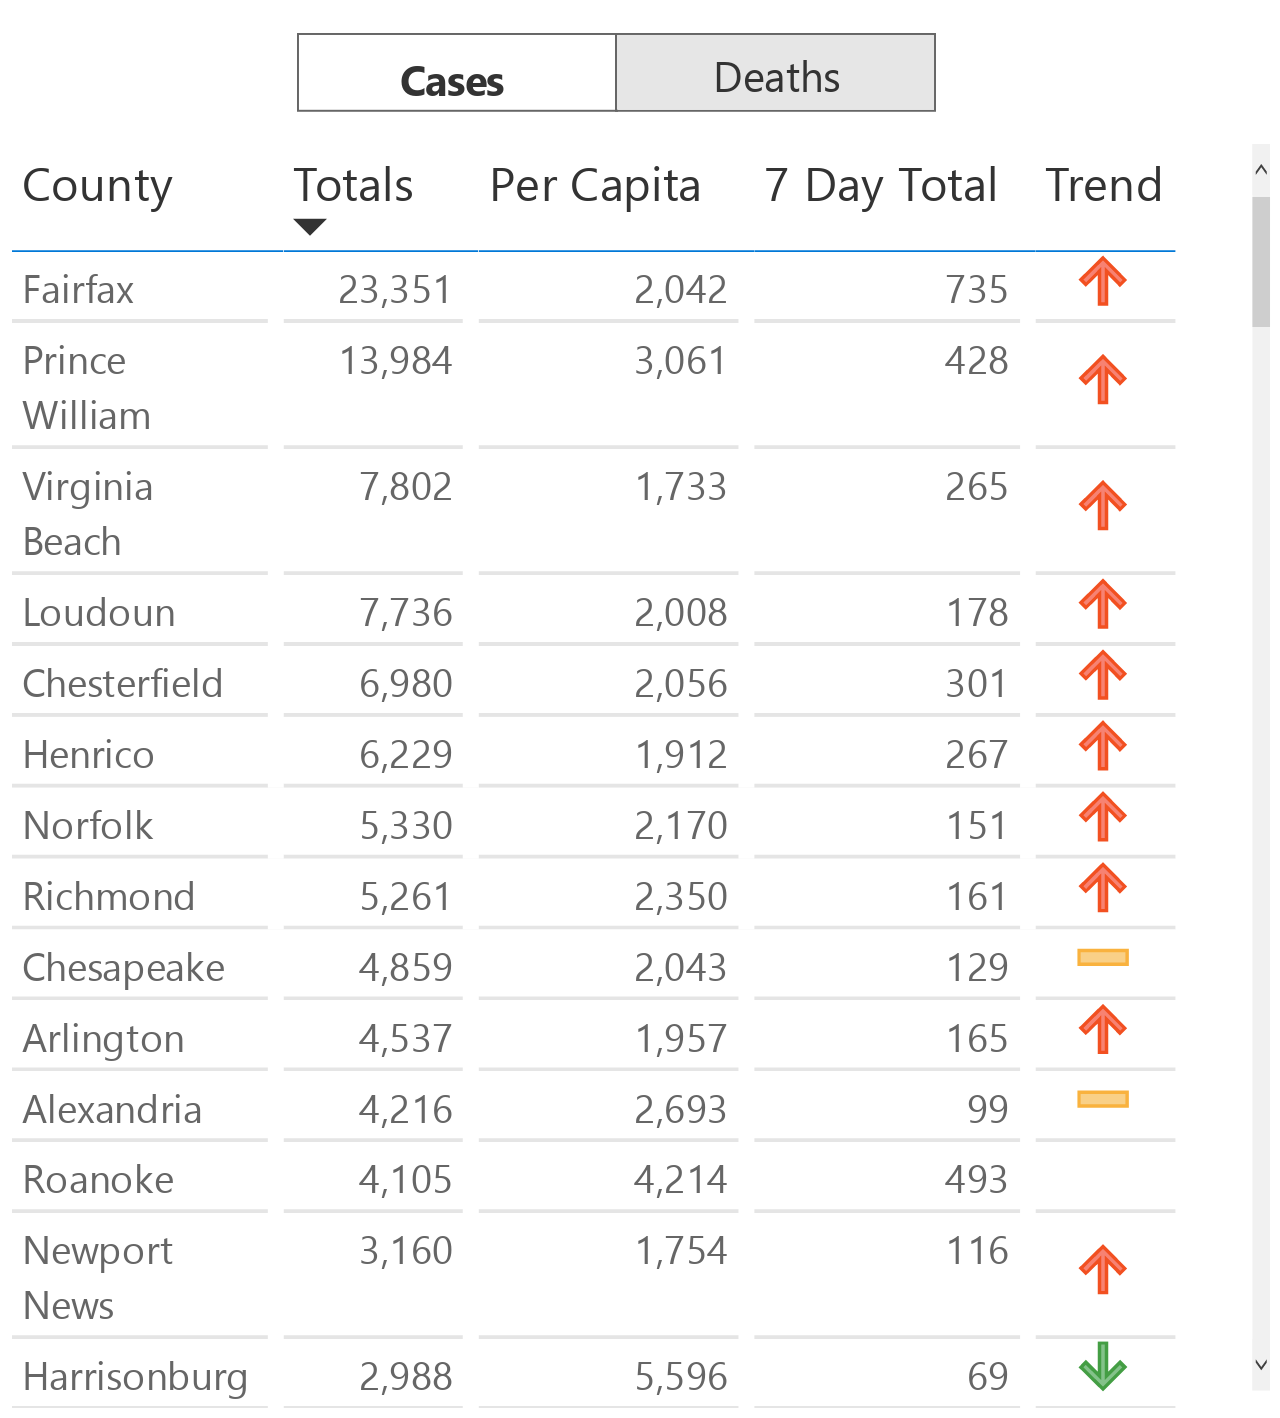 Cases Deaths
County Totals Per Capita 7 Day Total Trend
Fairfax 23,351 2,042 735
Prince 13,984 3,061 428
William
Virginia 7,802 1,733 265
Beach
Loudoun 7,736 2,008 178
Chesterfield 6,980 2,056 301
Henrico 6,229 1,912 267
Norfolk 5,330 2,170 151
Richmond 5,261 2,350 161
Chesapeake 4,859 2,043 129
Arlington 4,537 1,957 165
Alexandria 4,216 2,693 99
Roanoke 4,105 4,214 493
Newport 3,160 1,754 116
News
Harrisonburg 2,988 5,596 69